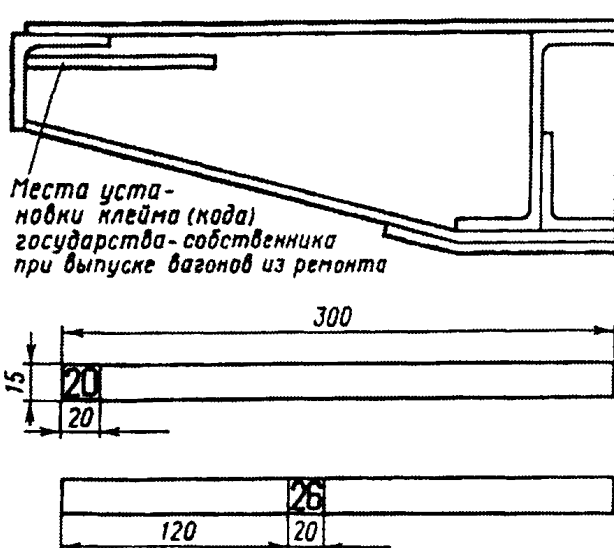 Места уста-
новки клейма (кода)
государства-собственника
при выпуске вагонов из ремонта
300
15
20
20
26
120 20